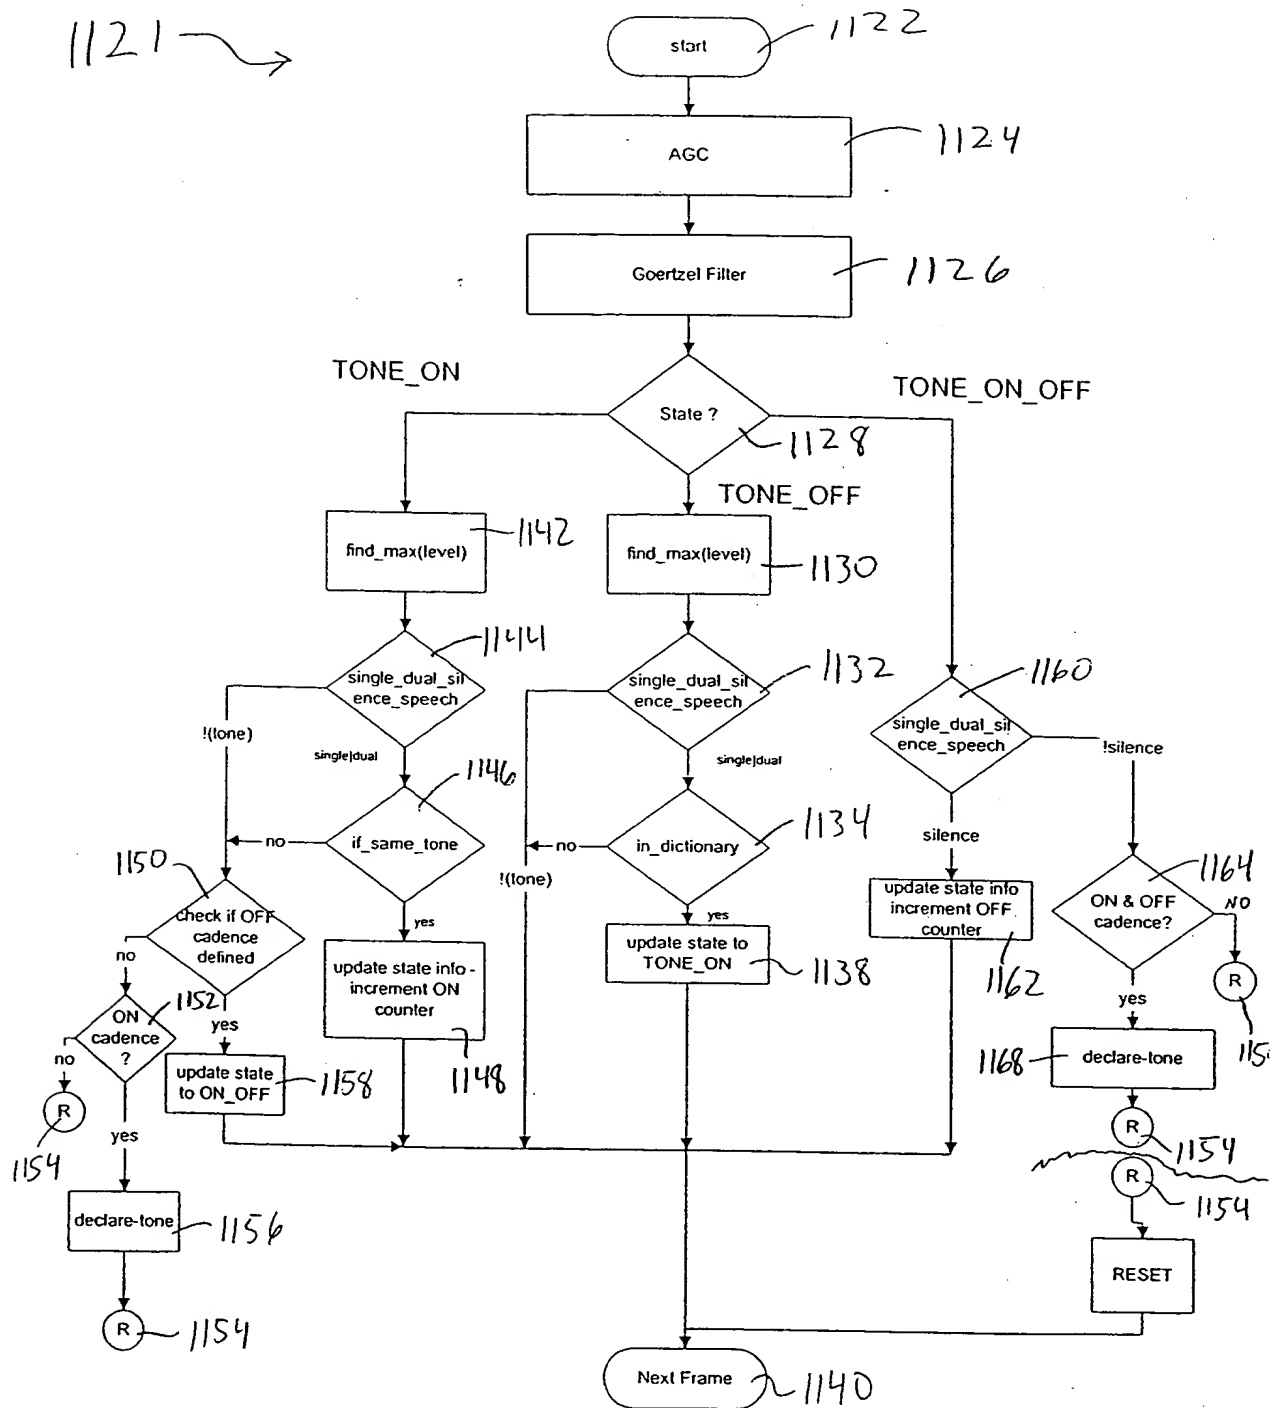 1121
start
1122
AGC
1124
Goertzel Filter
1126
TONE_ON
TONE_ON_OFF
State ?
1128
TONE_OFF
find_max(level)
1142
find_max(level)
1130
single_dual_sil
ence_speech
1144
single_dual_sil
ence_speech
1132
single_dual_sil
ence_speech
1160
!(tone)
single|dual
single|dual
!silence
if_same_tone
1146
no
in_dictionary
1134
no
!(tone)
silence
1150
check if OFF
cadence
defined
yes
yes
update state info
increment OFF
counter
1162
ON & OFF
cadence?
1164
NO
R
115
no
update state info -
increment ON
counter
1148
update state to
TONE_ON
1138
ON
cadence
?
1152
yes
yes
no
update state
to ON_OFF
1158
declare-tone
1168
R
1154
R
1154
yes
R
1154
declare-tone
1156
RESET
R
1154
Next Frame
1140